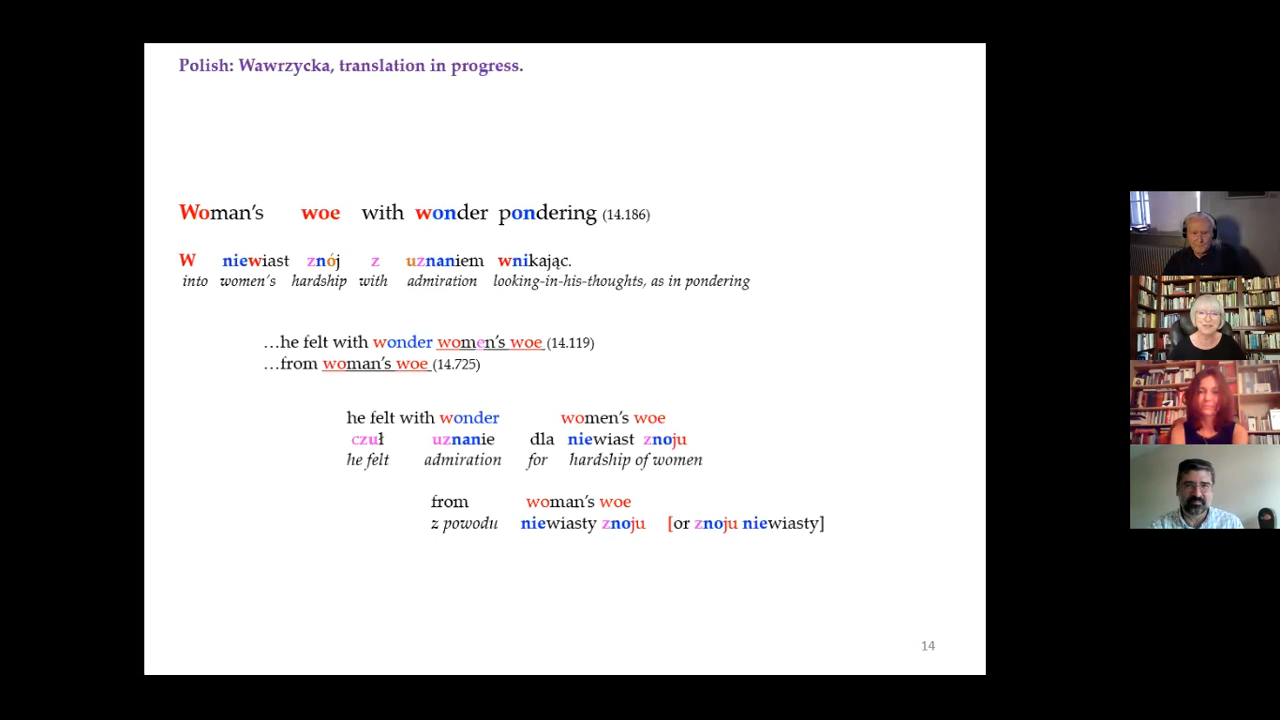 Polish: Wawrzycka, translation in progress.
Woman's woe with wonder pondering (14.186)
W niewiast znój z uznaniem wnikając.
into women's hardship with admiration looking-in-his-thoughts, as in pondering
…he felt with wonder women's woe (14.119)
…from woman's woe (14.725)
he felt with wonder women's woe
czuł uznanie dla niewiast znoju
he felt admiration for hardship of women
from woman's woe
z powodu niewiasty znoju [or znoju niewiasty]
14